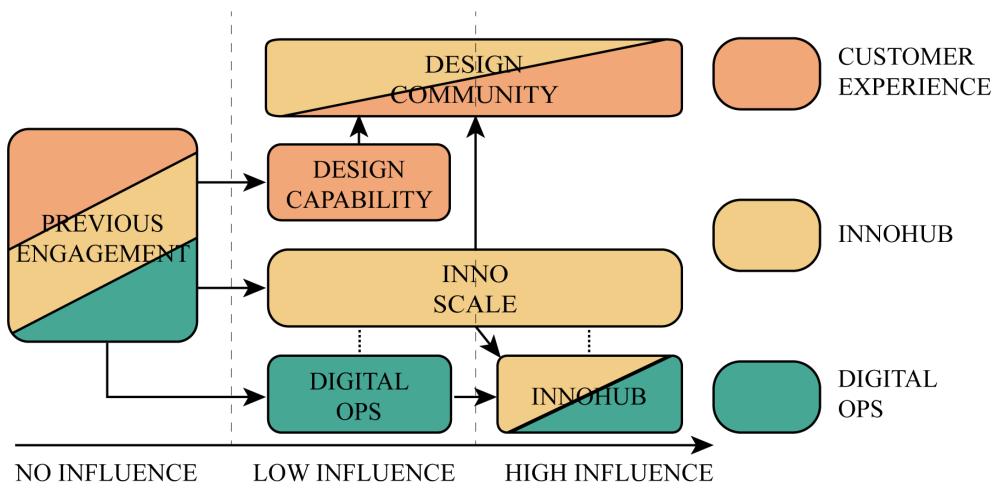 DESIGN
COMMUNITY
CUSTOMER
EXPERIENCE
DESIGN
CAPABILITY
PREVIOUS
ENGAGEMENT
INNOHUB
INNO
SCALE
DIGITAL
OPS
INNOHUB
DIGITAL
OPS
NO INFLUENCE
LOW INFLUENCE
HIGH INFLUENCE